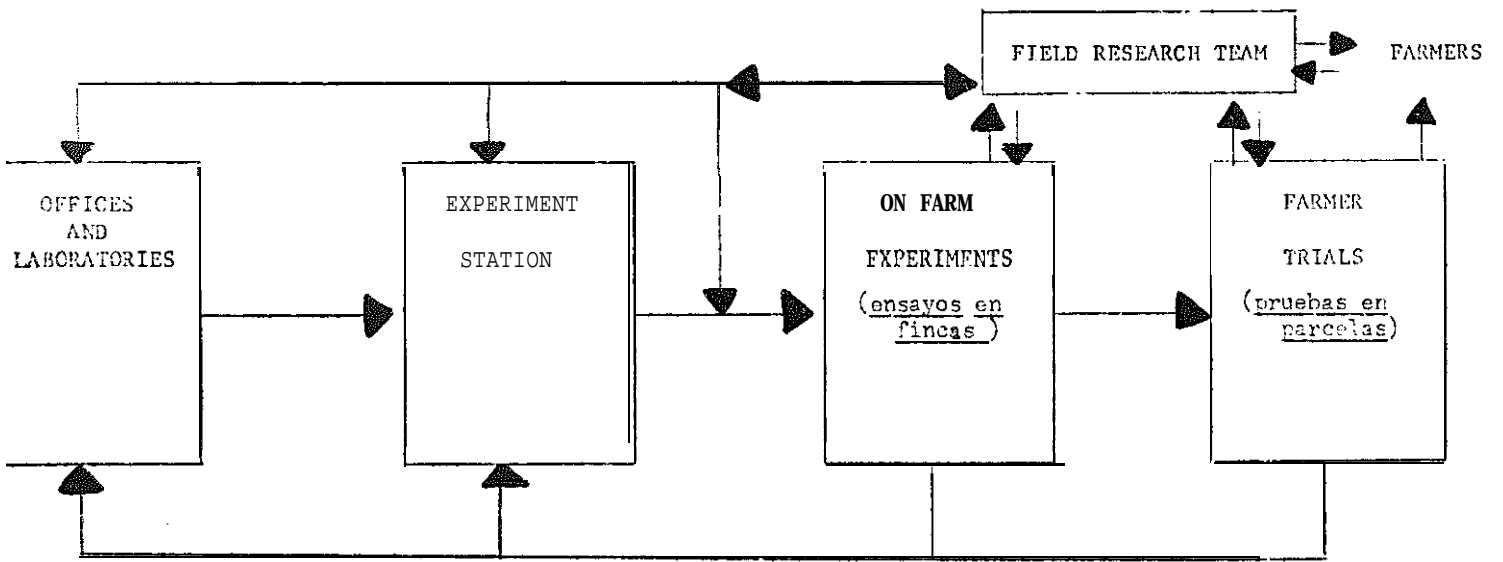 FIELD RESEARCH TEAM
FARMERS
OFFICES
AND
LABORATORIES
EXPERIMENT
STATION
ON FARM
EXPERIMENTS
(ensayos en
fincas)
FARMER
TRIALS
(pruebas en
parcelas)